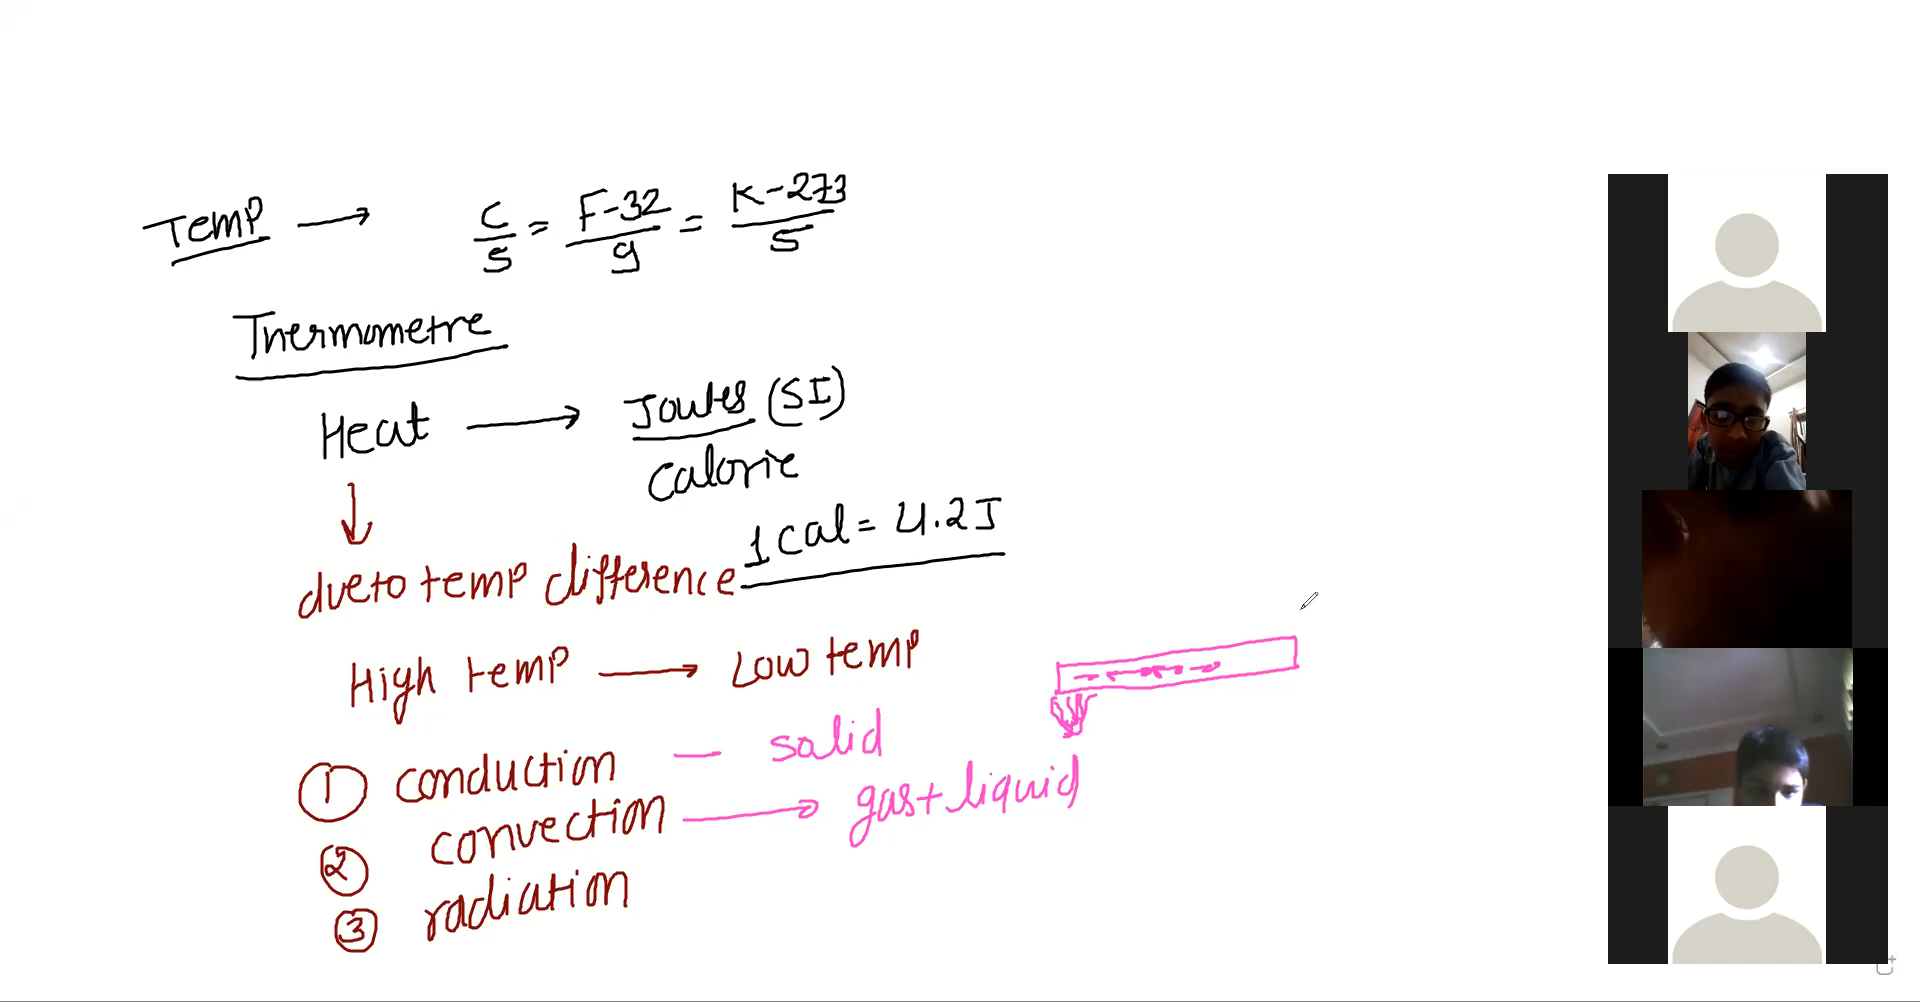 Temp → C/5 = F-32/9 = K-273/5
Thermometre
Heat → Joules (SI)
Calorie
1 cal = 4.2J
due to temp difference
High temp → Low temp
① conduction — solid
② convection → gas + liquid
③ radiation